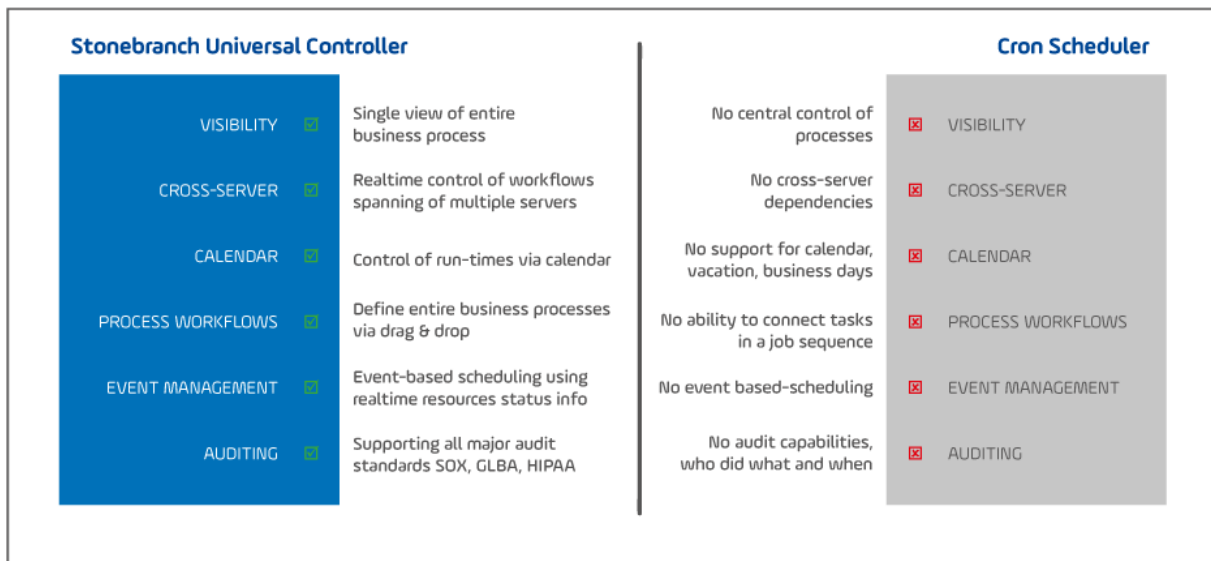 Stonebranch Universal Controller
VISIBILITY
Single view of entire
business process
CROSS-SERVER
Realtime control of workflows
spanning of multiple servers
CALENDAR
Control of run-times via calendar
PROCESS WORKFLOWS
Define entire business processes
via drag & drop
EVENT MANAGEMENT
Event-based scheduling using
realtime resources status info
AUDITING
Supporting all major audit
standards SOX, GLBA, HIPAA
Cron Scheduler
No central control of
processes
VISIBILITY
No cross-server
dependencies
CROSS-SERVER
No support for calendar,
vacation, business days
CALENDAR
No ability to connect tasks
in a job sequence
PROCESS WORKFLOWS
No event based-scheduling
EVENT MANAGEMENT
No audit capabilities,
who did what and when
AUDITING